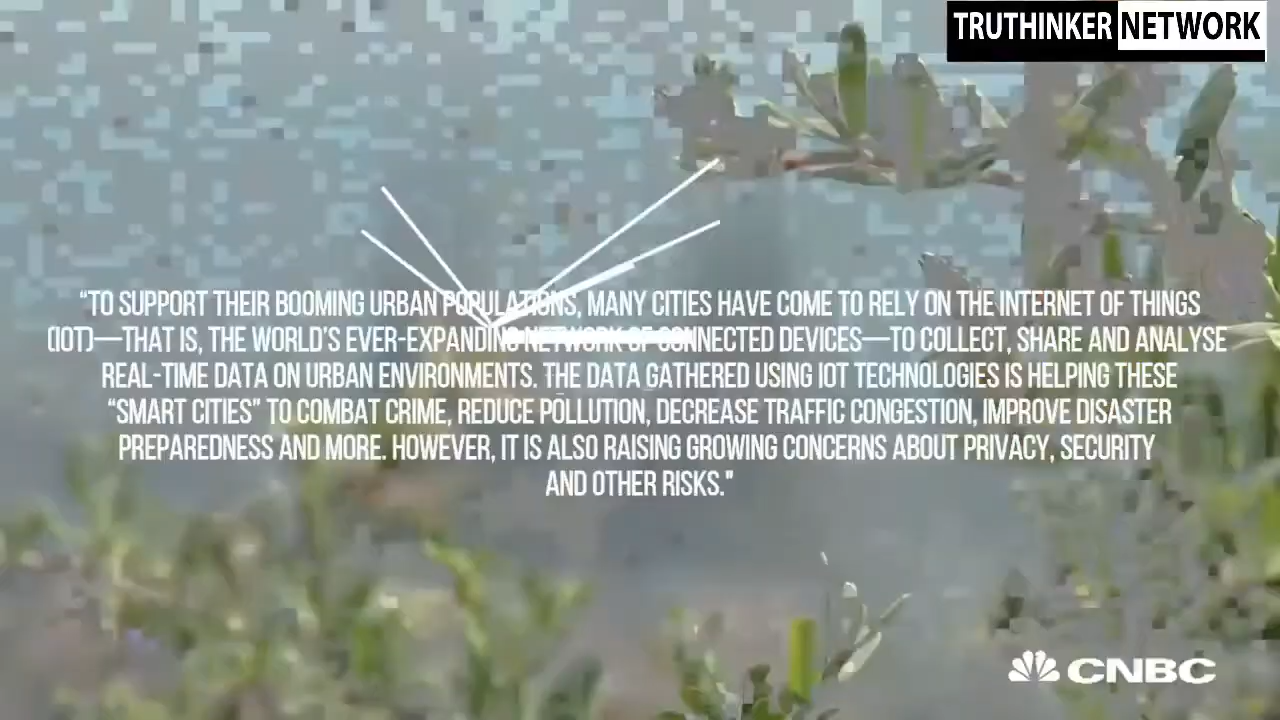 TRUTHINKER NETWORK
“TO SUPPORT THEIR BOOMING URBAN POPULATIONS, MANY CITIES HAVE COME TO RELY ON THE INTERNET OF THINGS
(IOT)—THAT IS, THE WORLD'S EVER-EXPANDING NETWORK OF CONNECTED DEVICES—TO COLLECT, SHARE AND ANALYSE
REAL-TIME DATA ON URBAN ENVIRONMENTS. THE DATA GATHERED USING IOT TECHNOLOGIES IS HELPING THESE
“SMART CITIES” TO COMBAT CRIME, REDUCE POLLUTION, DECREASE TRAFFIC CONGESTION, IMPROVE DISASTER
PREPAREDNESS AND MORE. HOWEVER, IT IS ALSO RAISING GROWING CONCERNS ABOUT PRIVACY, SECURITY
AND OTHER RISKS."
CNBC